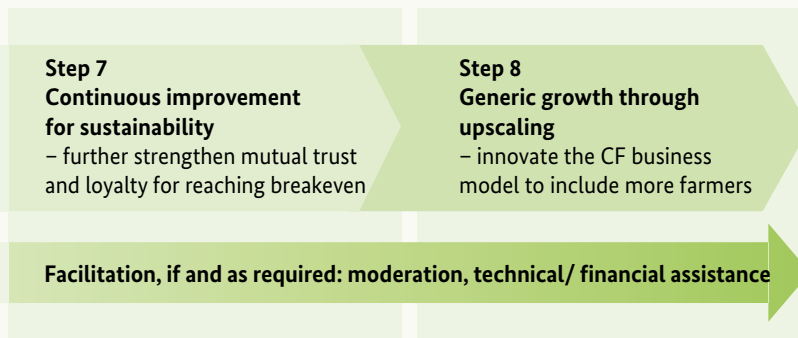 Step 7
Continuous improvement
for sustainability
– further strengthen mutual trust
and loyalty for reaching breakeven
Step 8
Generic growth through
upscaling
– innovate the CF business
model to include more farmers
Facilitation, if and as required: moderation, technical/ financial assistance